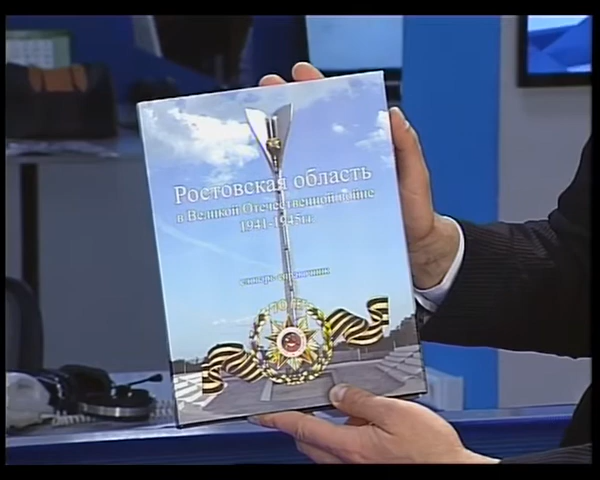 Ростовская область
в Великой Отечественной войне
1941-1945гг.
словарь-справочник